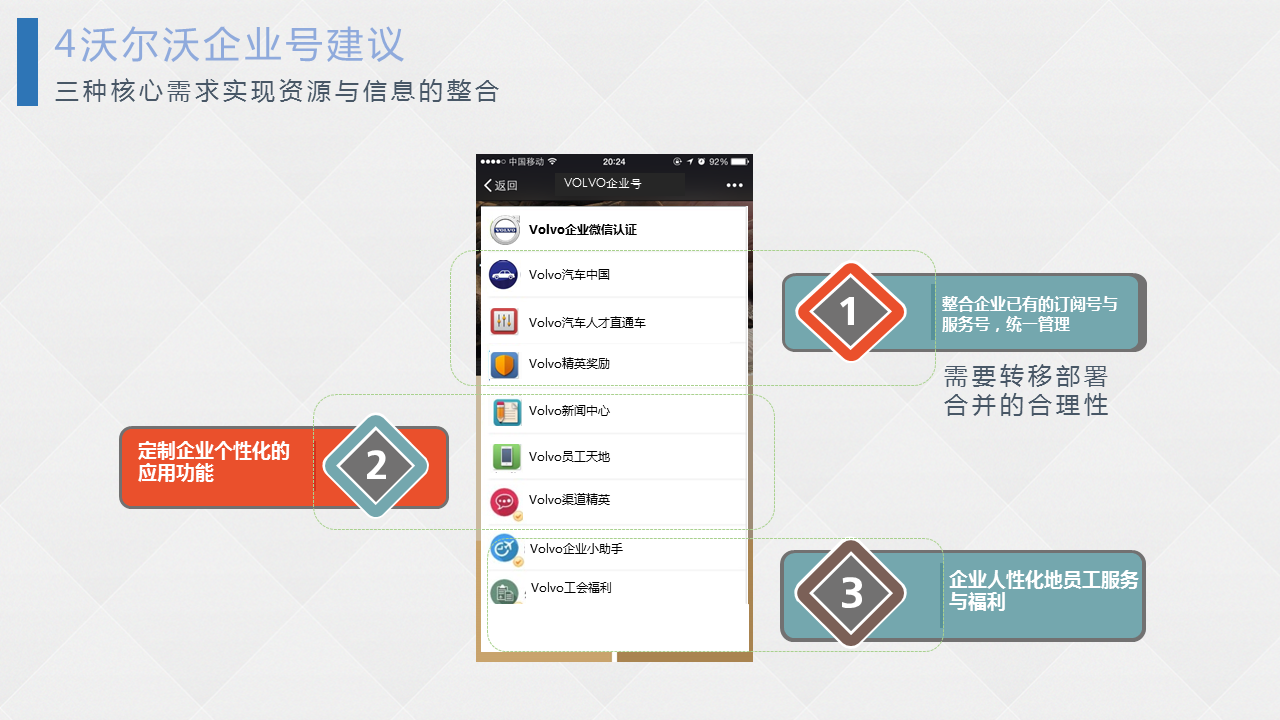 4沃尔沃企业号建议
三种核心需求实现资源与信息的整合
中国移动 20:24 92%
返回 VOLVO企业号
VOLVO
Volvo企业微信认证
Volvo汽车中国
Volvo汽车人才直通车
Volvo精英奖励
Volvo新闻中心
Volvo员工天地
Volvo渠道精英
Volvo企业小助手
Volvo工会福利
1
整合企业已有的订阅号与
服务号，统一管理
需要转移部署
合并的合理性
定制企业个性化的
应用功能
2
3
企业人性化地员工服务
与福利